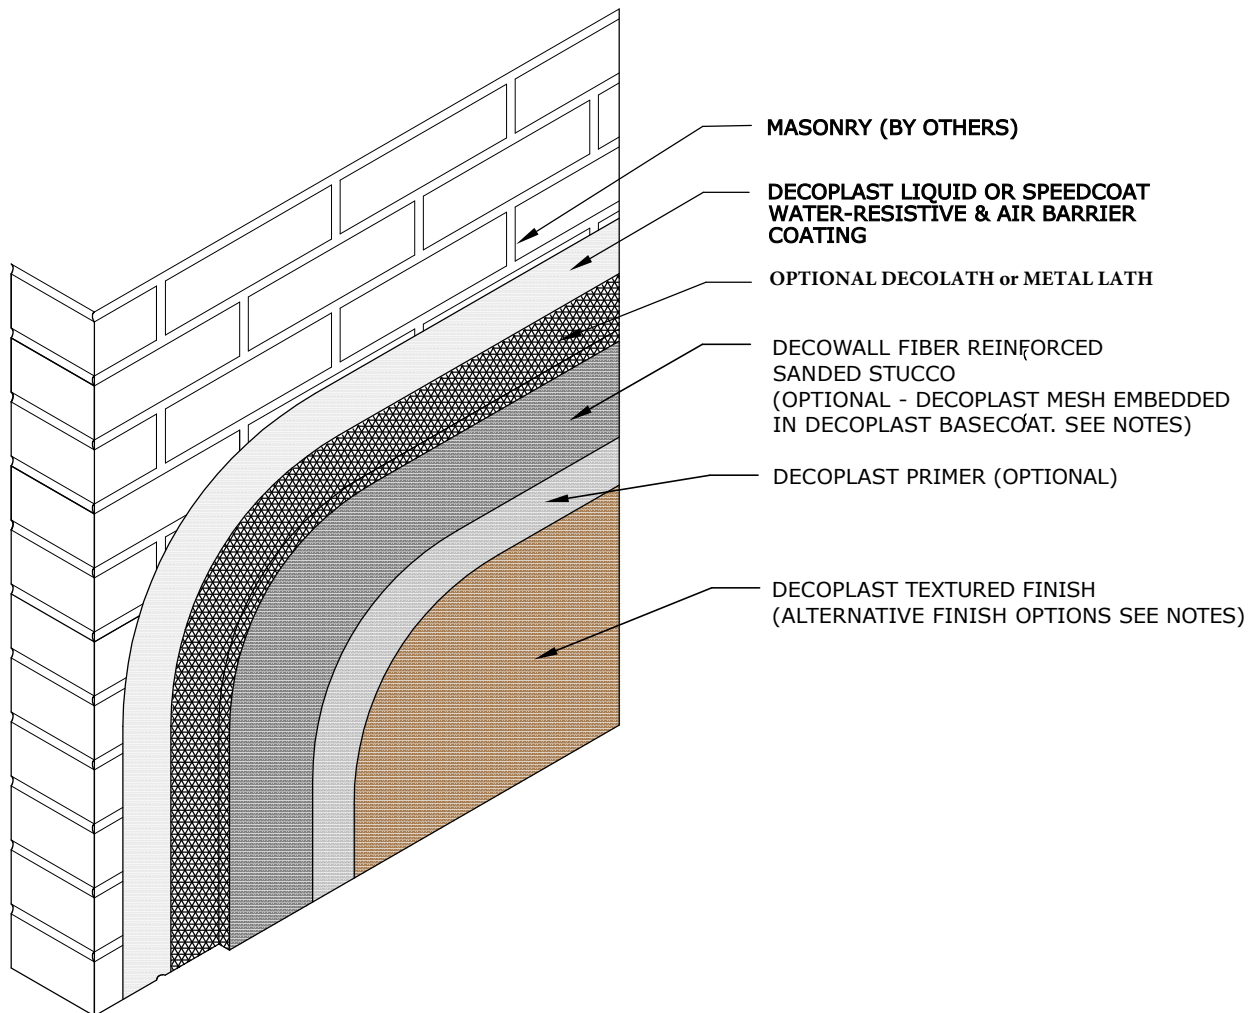 MASONRY (BY OTHERS)
DECOPLAST LIQUID OR SPEEDCOAT
WATER-RESISTIVE & AIR BARRIER
COATING
OPTIONAL DECOLATH or METAL LATH
DECOWALL FIBER REINFORCED
SANDED STUCCO
(OPTIONAL - DECOPLAST MESH EMBEDDED
IN DECOPLAST BASECOAT. SEE NOTES)
DECOPLAST PRIMER (OPTIONAL)
DECOPLAST TEXTURED FINISH
(ALTERNATIVE FINISH OPTIONS SEE NOTES)